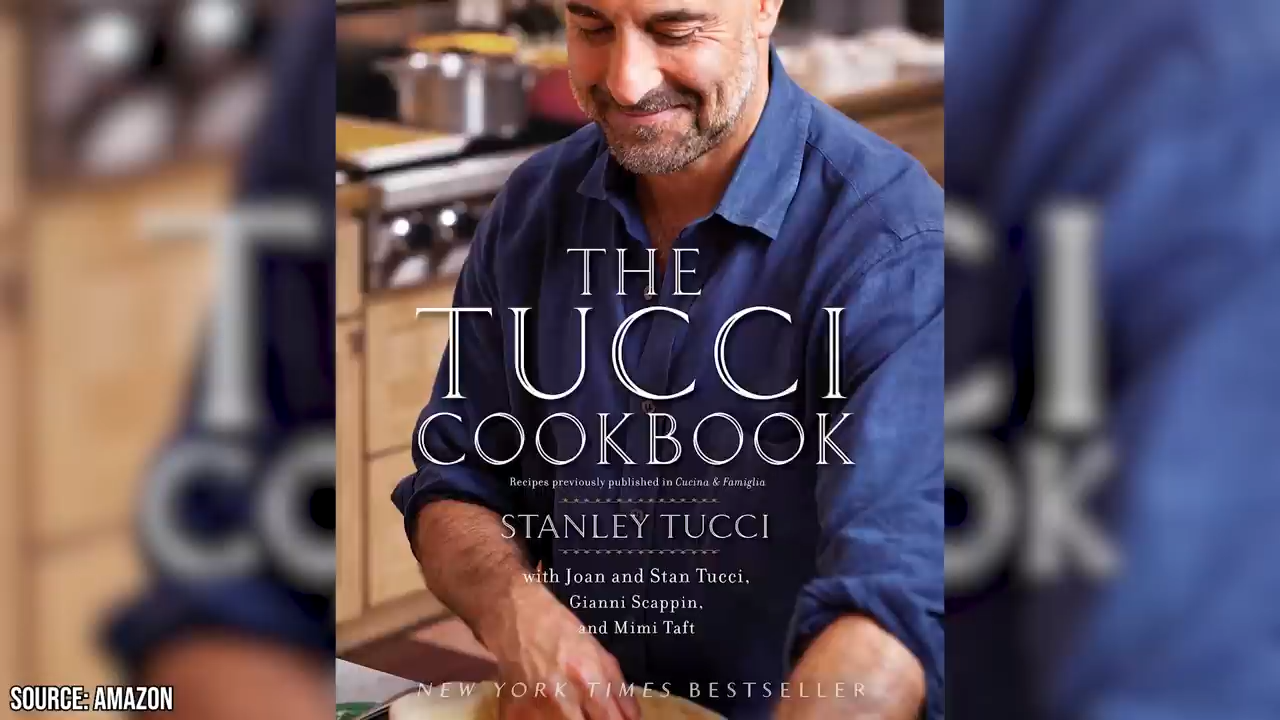 THE
TUCCI
COOKBOOK
Recipes previously published in Cucina & Famiglia
STANLEY TUCCI
with Joan and Stan Tucci,
Gianni Scappin,
and Mimi Taft
NEW YORK TIMES BESTSELLER
SOURCE: AMAZON